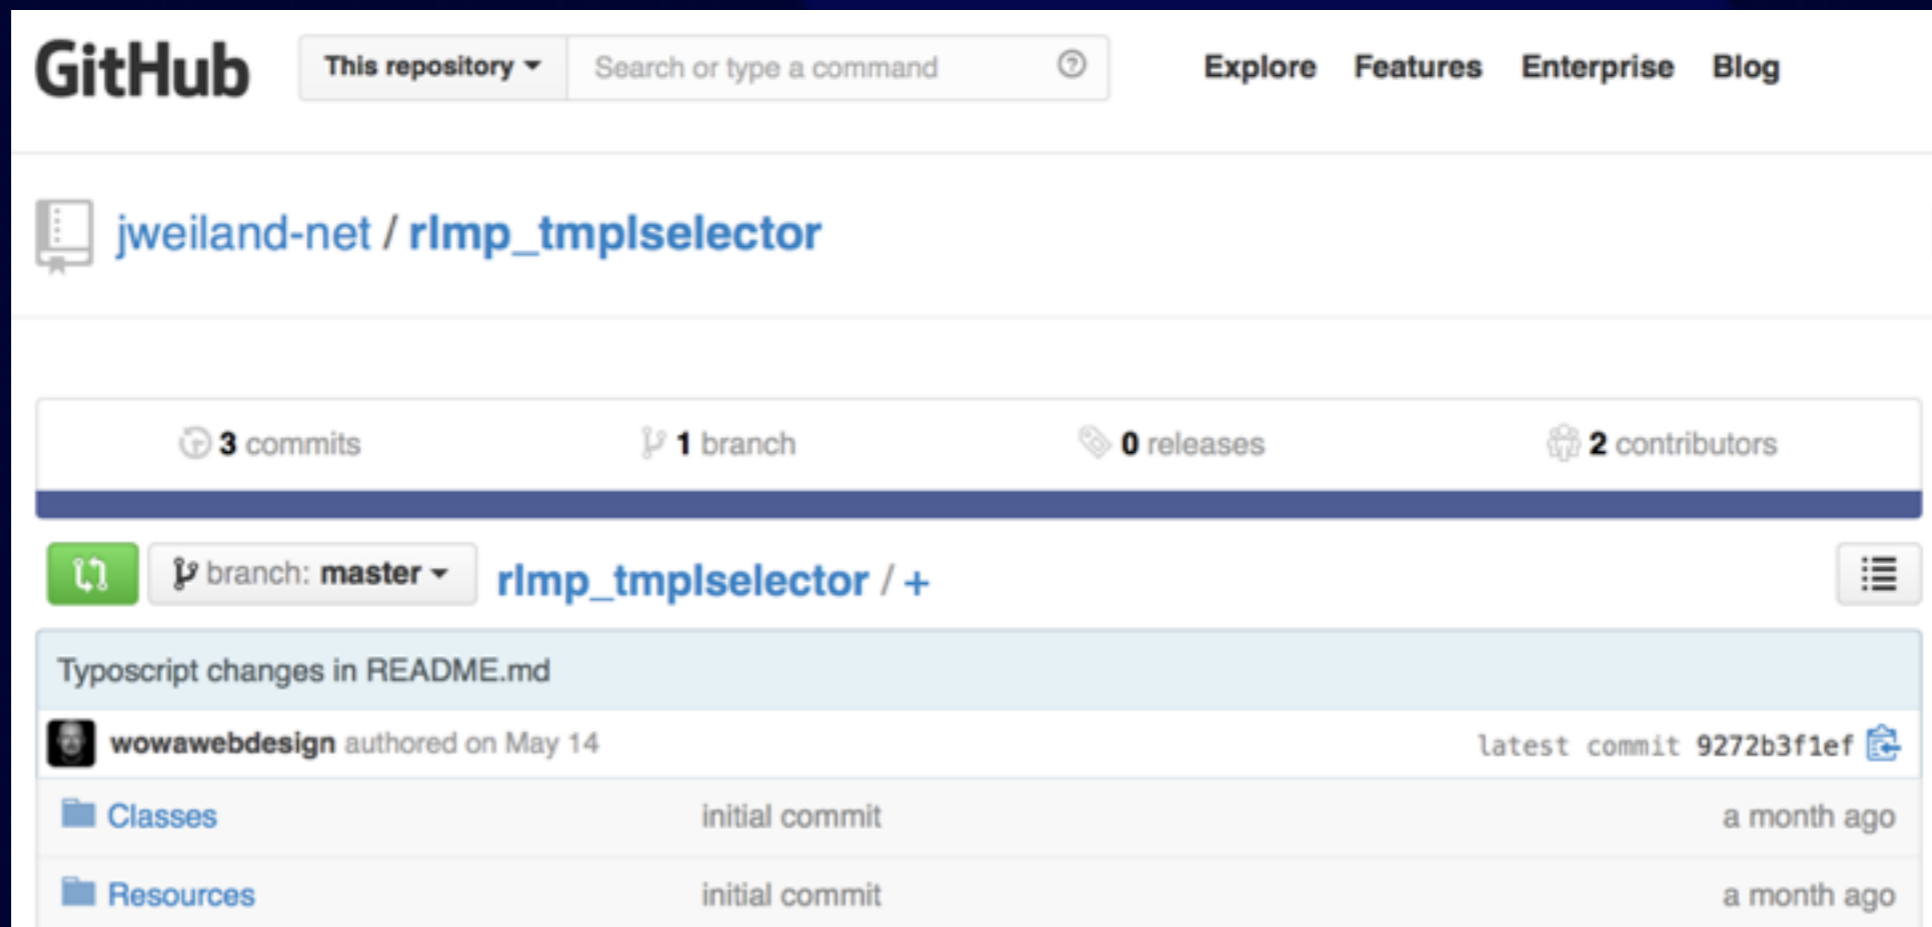 GitHub This repository Search or type a command Explore Features Enterprise Blog
jweiland-net / rlmp_tmplselector
3 commits 1 branch 0 releases 2 contributors
branch: master rlmp_tmplselector / +
Typoscript changes in README.md
wowawebdesign authored on May 14 latest commit 9272b3f1ef
Classes initial commit a month ago
Resources initial commit a month ago